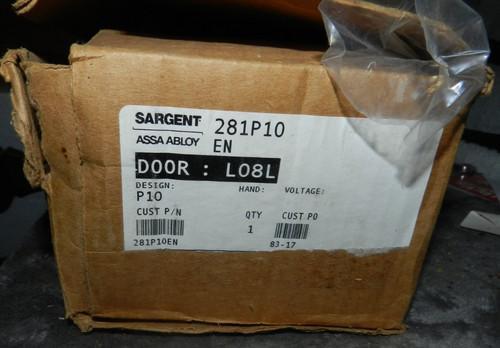 SARGENT 281P10
ASSA ABLOY EN
DOOR : L08L
DESIGN: HAND: VOLTAGE:
P10
CUST P/N QTY CUST PO
1
281P10EN 83-17